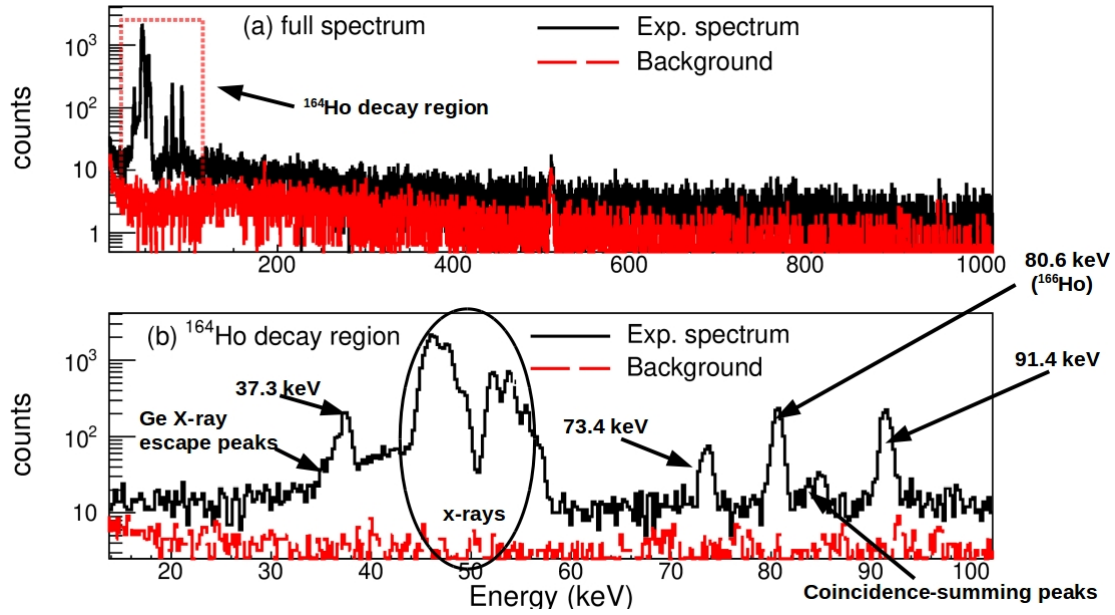 (a) full spectrum
Exp. spectrum
Background
¹⁶⁴Ho decay region
counts
10³
10²
10
1
200 400 600 800 1000
80.6 keV
(¹⁶⁶Ho)
(b) ¹⁶⁴Ho decay region
Exp. spectrum
Background
91.4 keV
37.3 keV
Ge X-ray
escape peaks
73.4 keV
x-rays
counts
10³
10²
10
20 30 40 50 60 70 80 90 100
Energy (keV)
Coincidence-summing peaks